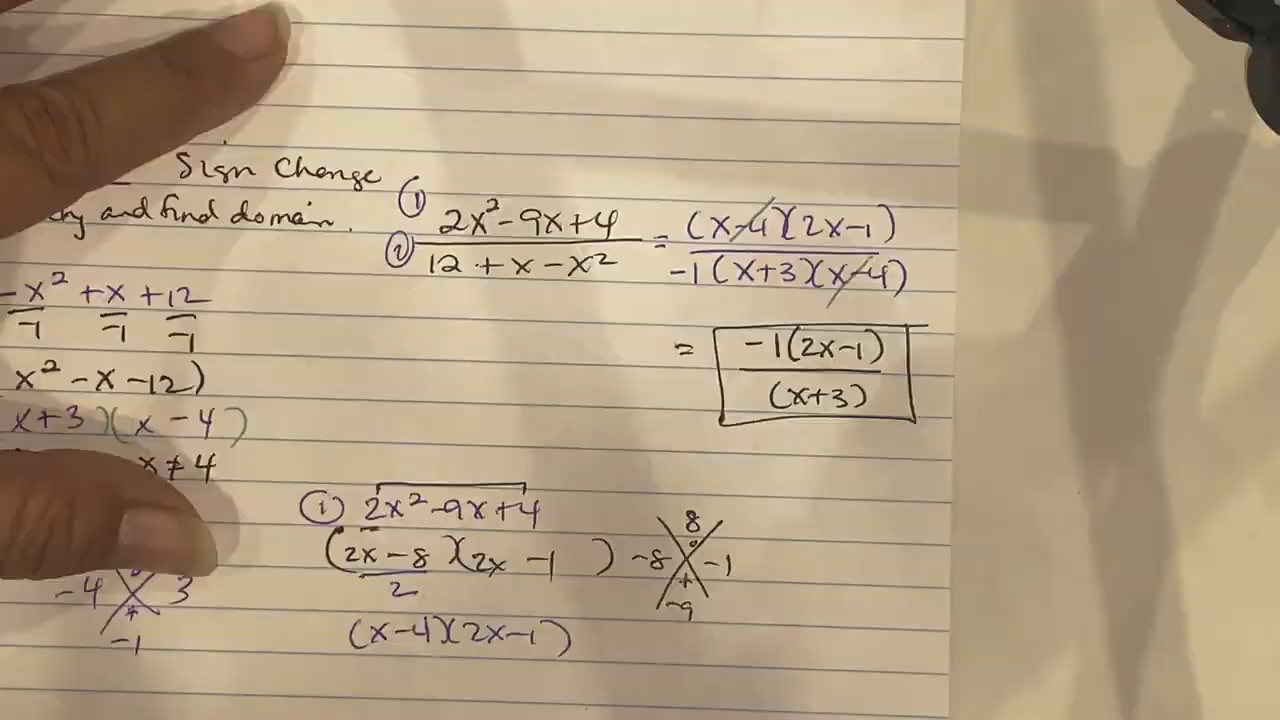 Sign Change
and find domain.
① 2x²-9x+4 = (x-4)(2x-1)
② 12+x-x² -1(x+3)(x-4)
-x² +x +12
-1 -1 -1
= -1(2x-1)
(x+3)
x² -x -12)
x+3)(x-4)
x≠4
① 2x²-9x+4
(2x-8)(2x -1)
2
8
-8 -1
+
-9
-4 3
+
-1
(x-4)(2x-1)